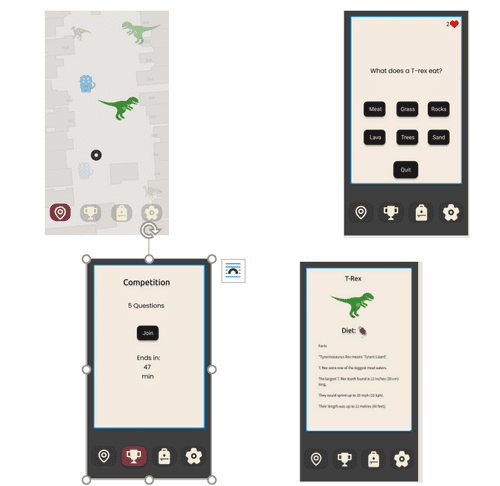 2
What does a T-rex eat?
Meat
Grass
Rocks
Lava
Trees
Sand
Quit
Competition
5 Questions
Join
Ends in:
47
min
T-Rex
Diet:
Facts
"Tyrannosaurus Rex means "Tyrant Lizard".
T. Rex were one of the biggest meat eaters.
The largest T. Rex tooth found is 12 inches (30 cm)
long.
They could sprint up to 20 mph (32 kph).
Their length was up to 12 metres (40 feet).